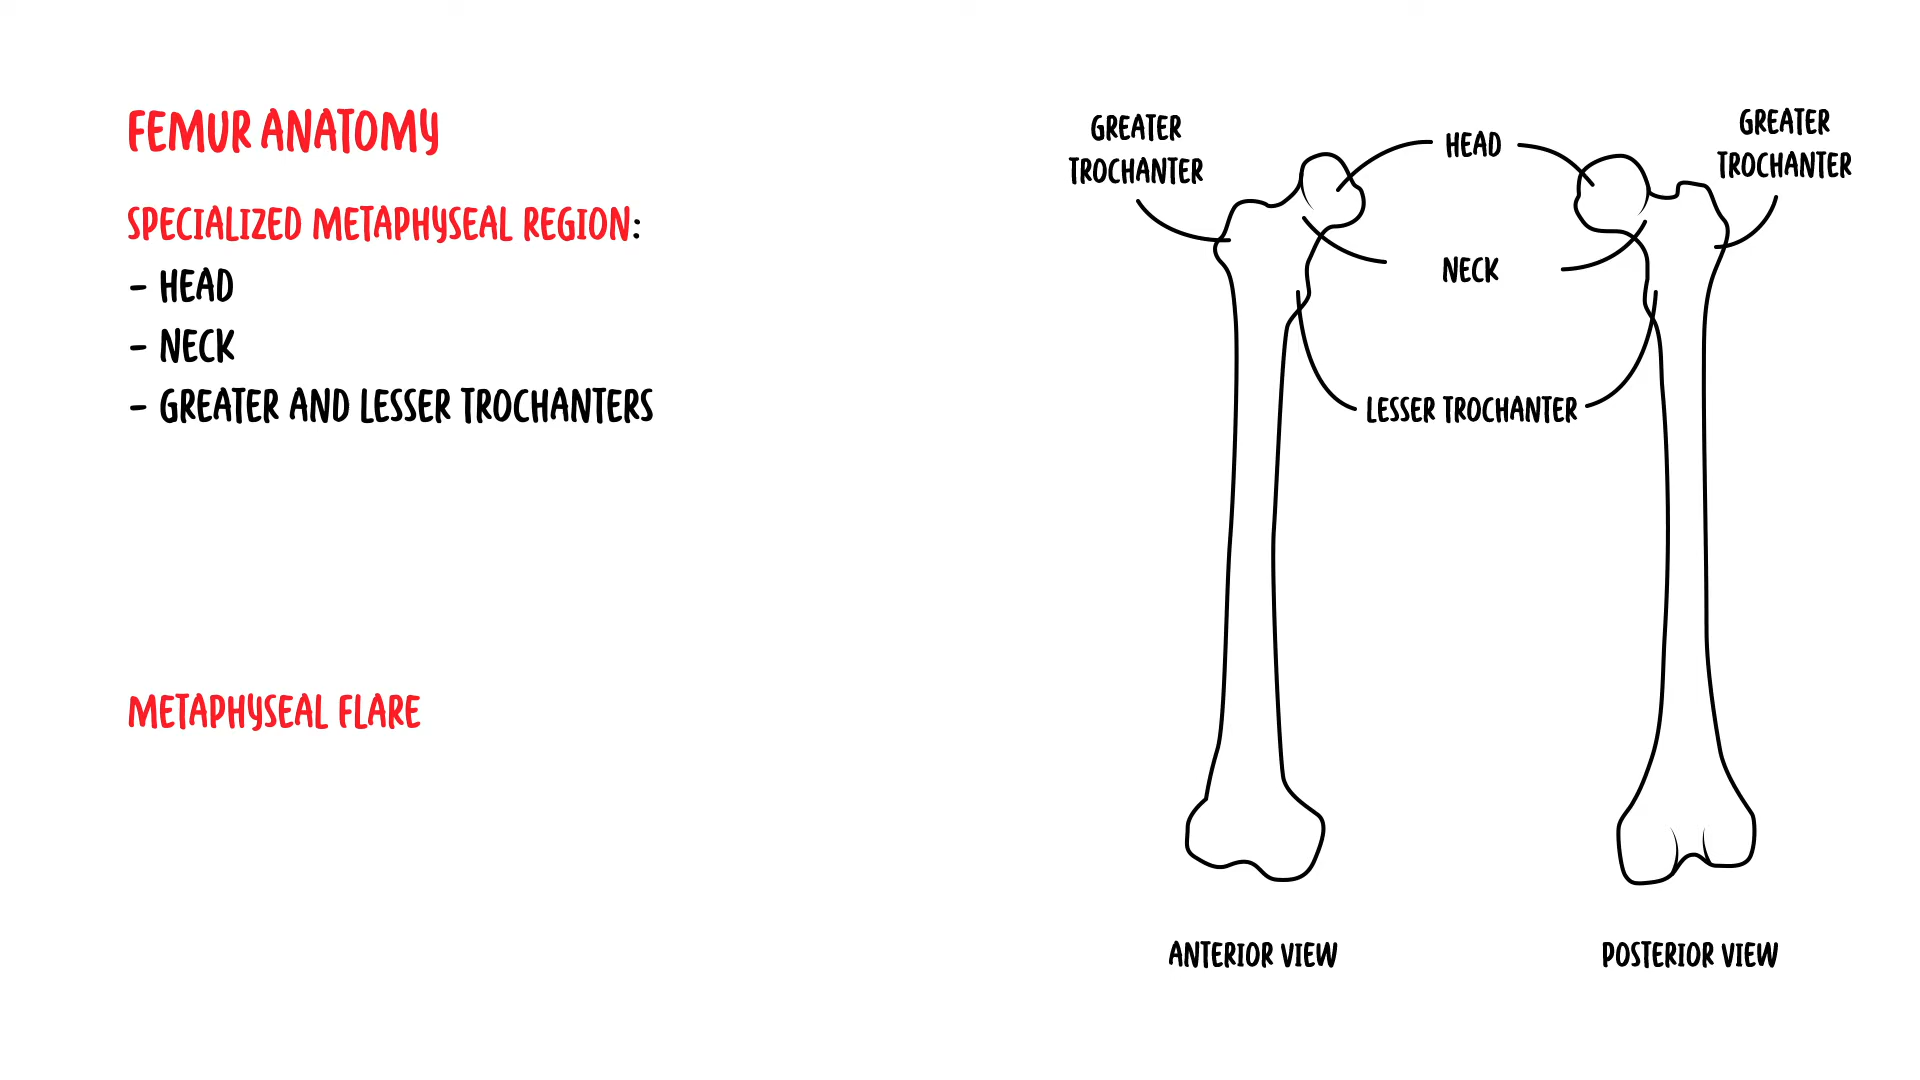 FEMUR ANATOMY
SPECIALIZED METAPHYSEAL REGION:
- HEAD
- NECK
- GREATER AND LESSER TROCHANTERS
METAPHYSEAL FLARE
GREATER
TROCHANTER
HEAD
GREATER
TROCHANTER
NECK
LESSER TROCHANTER
ANTERIOR VIEW
POSTERIOR VIEW